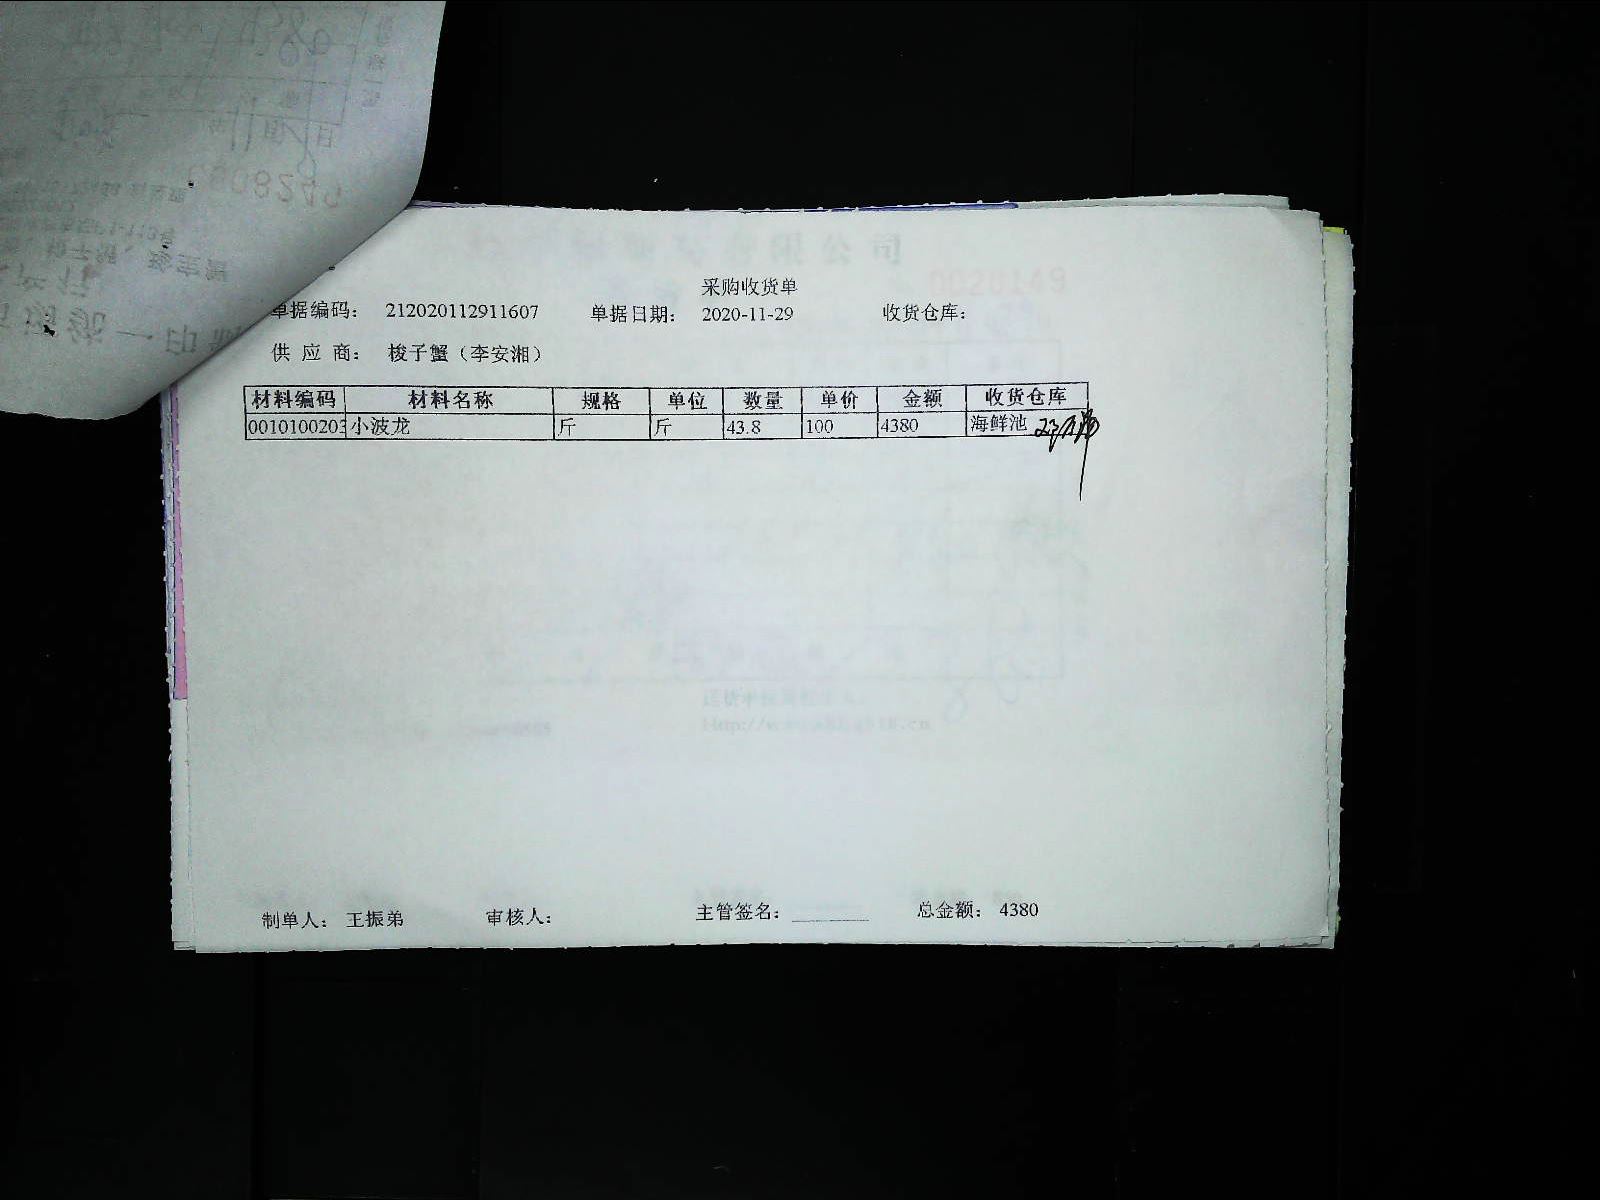 采购收货单
单据编码： 212020112911607 单据日期： 2020-11-29 收货仓库：
供 应 商： 梭子蟹（李安湘）
材料编码 材料名称 规格 单位 数量 单价 金额 收货仓库
0010100203 小波龙 斤 斤 43.8 100 4380 海鲜池
制单人： 王振弟 审核人： 主管签名： 总金额： 4380